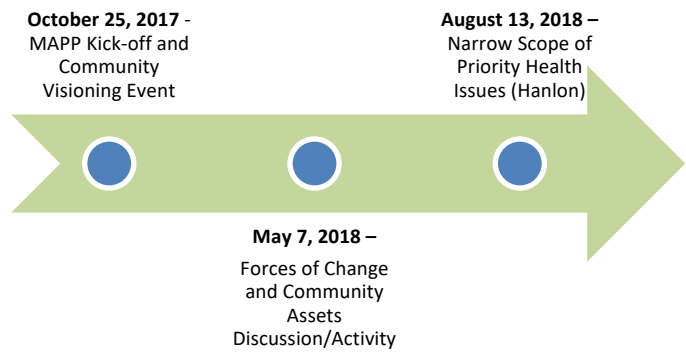 October 25, 2017 -
MAPP Kick-off and
Community
Visioning Event
August 13, 2018 –
Narrow Scope of
Priority Health
Issues (Hanlon)
May 7, 2018 –
Forces of Change
and Community
Assets
Discussion/Activity